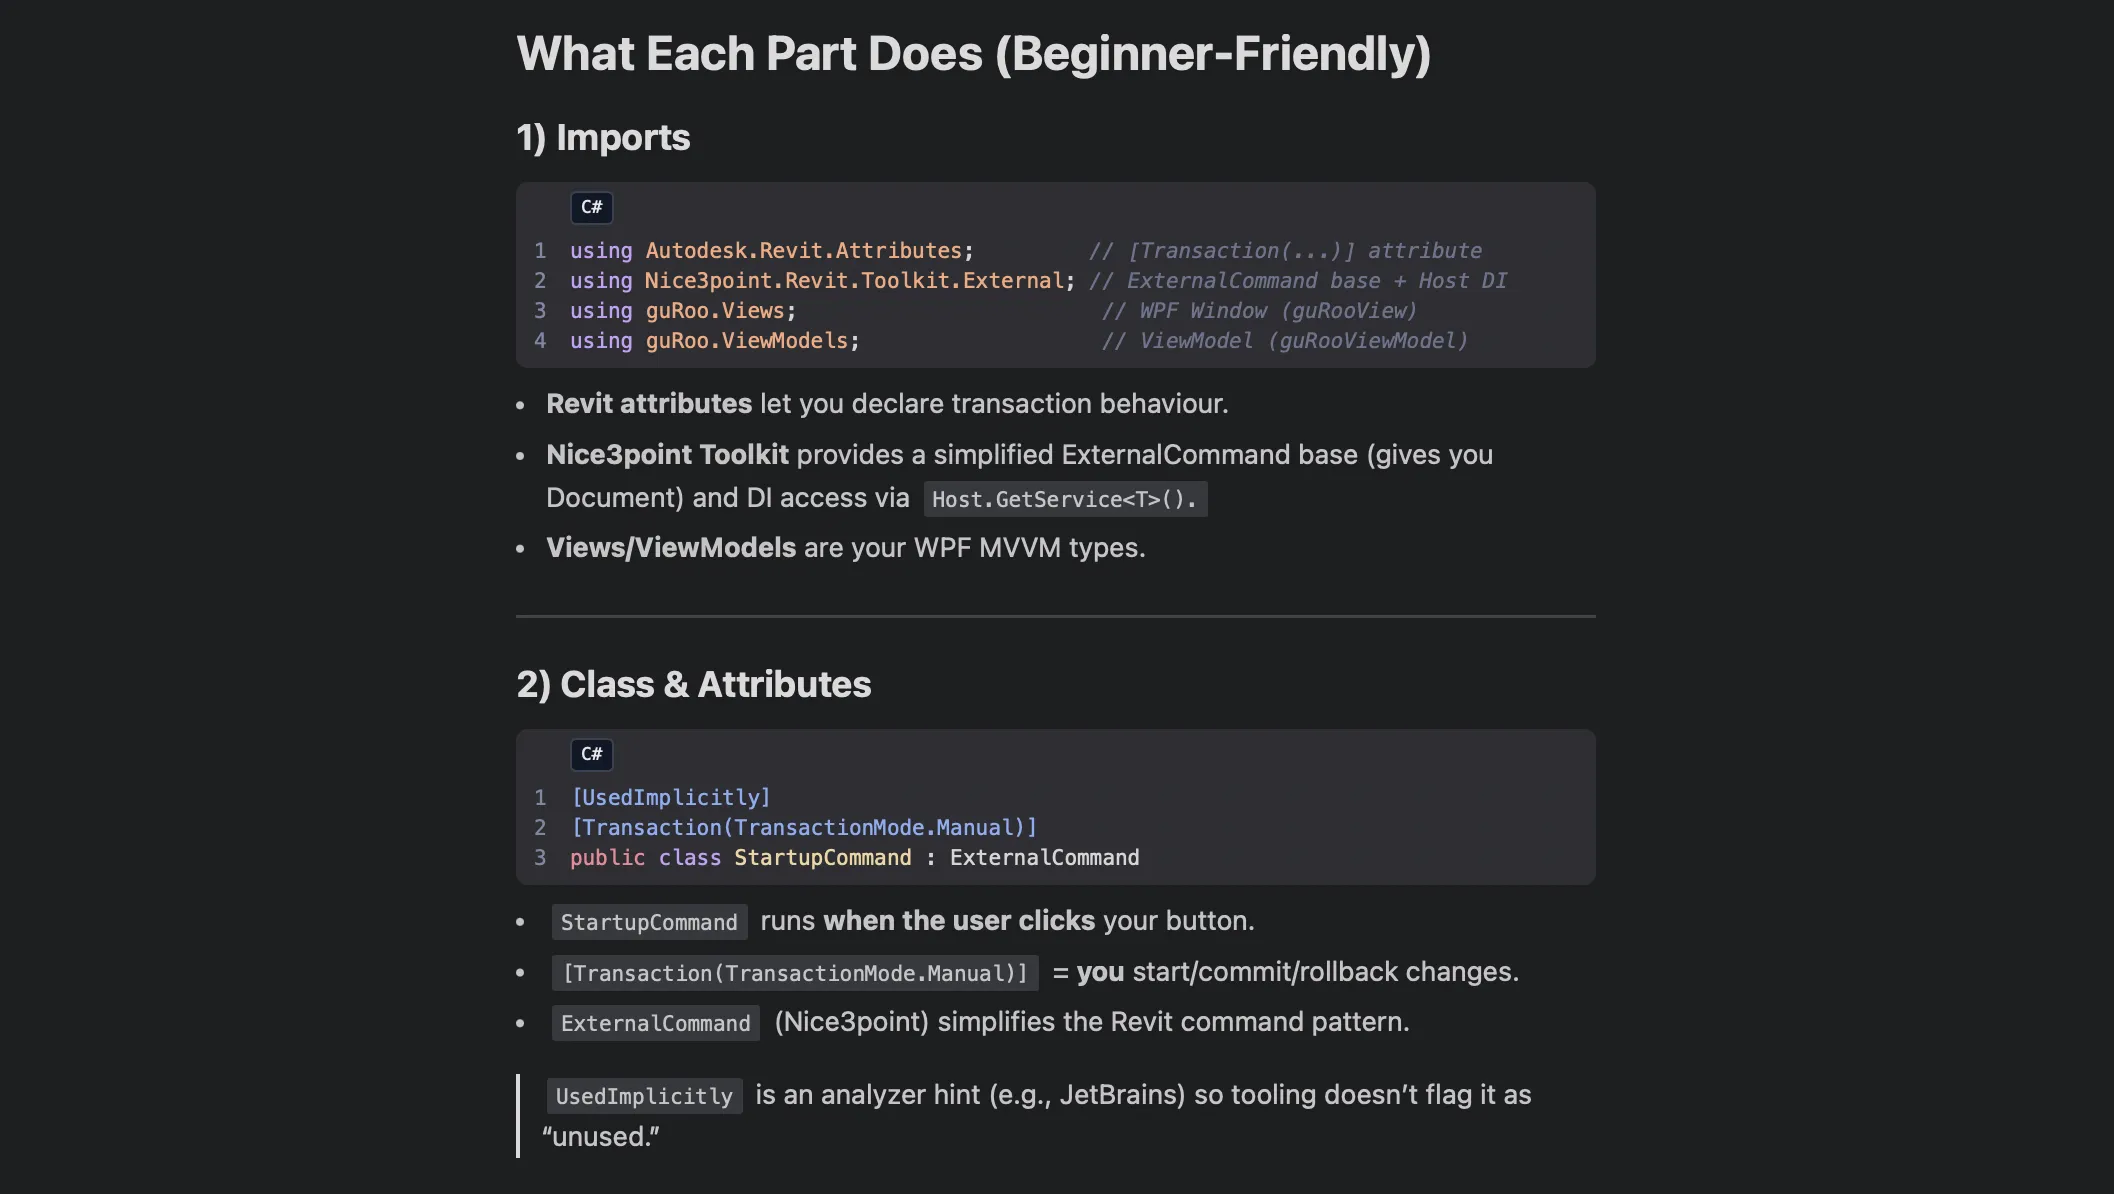 What Each Part Does (Beginner-Friendly)
1) Imports
C#
1 using Autodesk.Revit.Attributes; // [Transaction(...)] attribute
2 using Nice3point.Revit.Toolkit.External; // ExternalCommand base + Host DI
3 using guRoo.Views; // WPF Window (guRooView)
4 using guRoo.ViewModels; // ViewModel (guRooViewModel)
• Revit attributes let you declare transaction behaviour.
• Nice3point Toolkit provides a simplified ExternalCommand base (gives you
Document) and DI access via Host.GetService<T>().
• Views/ViewModels are your WPF MVVM types.
2) Class & Attributes
C#
1 [UsedImplicitly]
2 [Transaction(TransactionMode.Manual)]
3 public class StartupCommand : ExternalCommand
• StartupCommand runs when the user clicks your button.
• [Transaction(TransactionMode.Manual)] = you start/commit/rollback changes.
• ExternalCommand (Nice3point) simplifies the Revit command pattern.
UsedImplicitly is an analyzer hint (e.g., JetBrains) so tooling doesn’t flag it as
“unused.”